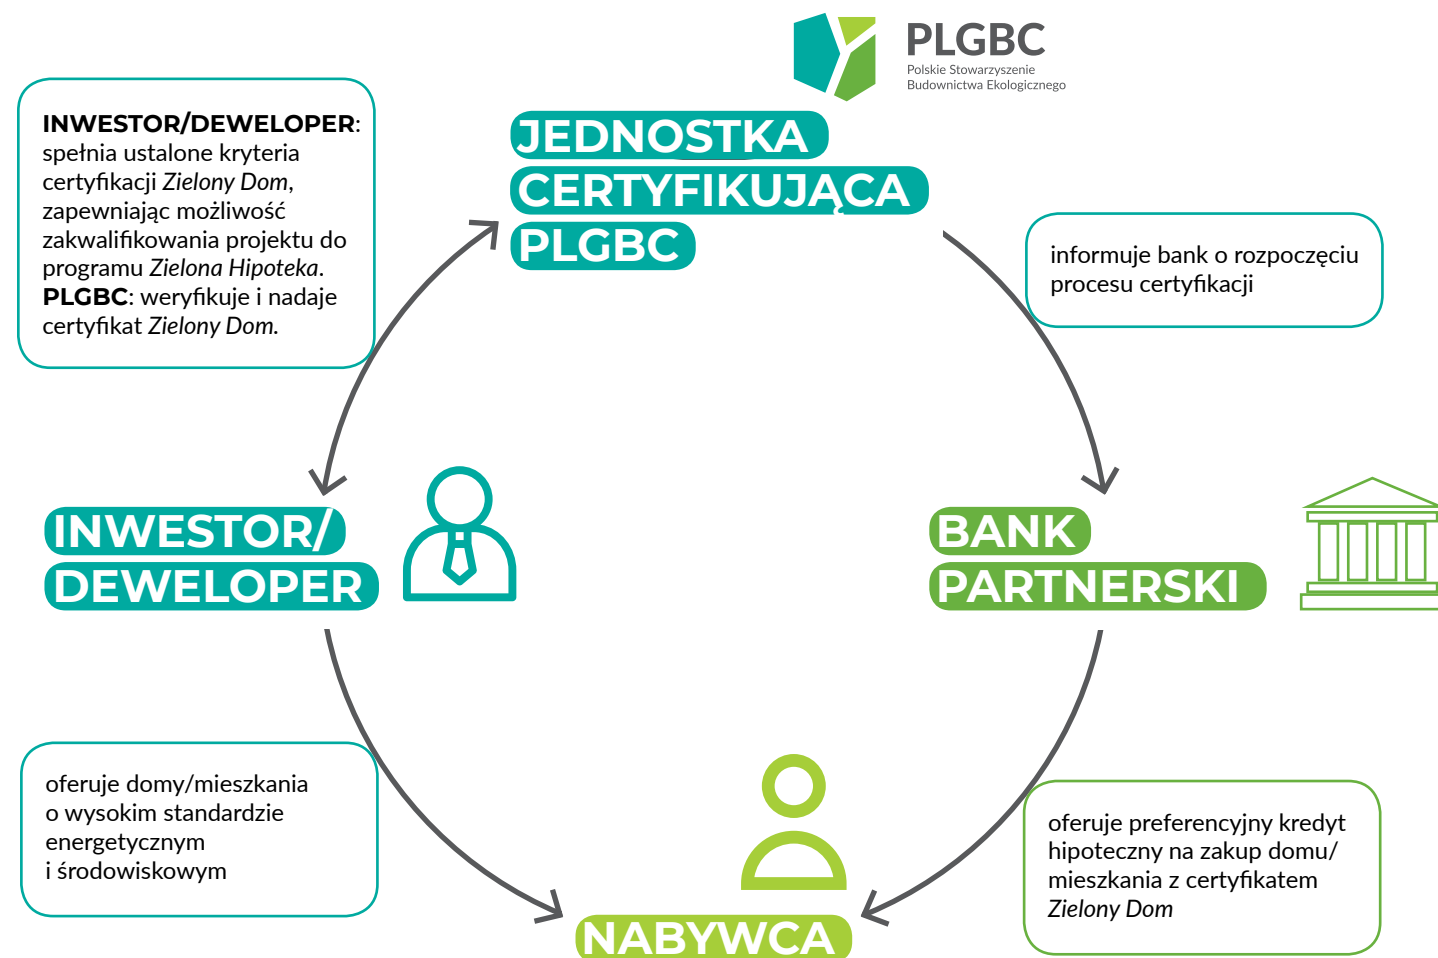 PLGBC
Polskie Stowarzyszenie
Budownictwa Ekologicznego
INWESTOR/DEWELOPER:
spełnia ustalone kryteria
certyfikacji Zielony Dom,
zapewniając możliwość
zakwalifikowania projektu do
programu Zielona Hipoteka.
PLGBC: weryfikuje i nadaje
certyfikat Zielony Dom.
JEDNOSTKA
CERTYFIKUJĄCA
PLGBC
informuje bank o rozpoczęciu
procesu certyfikacji
INWESTOR/
DEWELOPER
BANK
PARTNERSKI
oferuje domy/mieszkania
o wysokim standardzie
energetycznym
i środowiskowym
oferuje preferencyjny kredyt
hipoteczny na zakup domu/
mieszkania z certyfikatem
Zielony Dom
NABYWCA